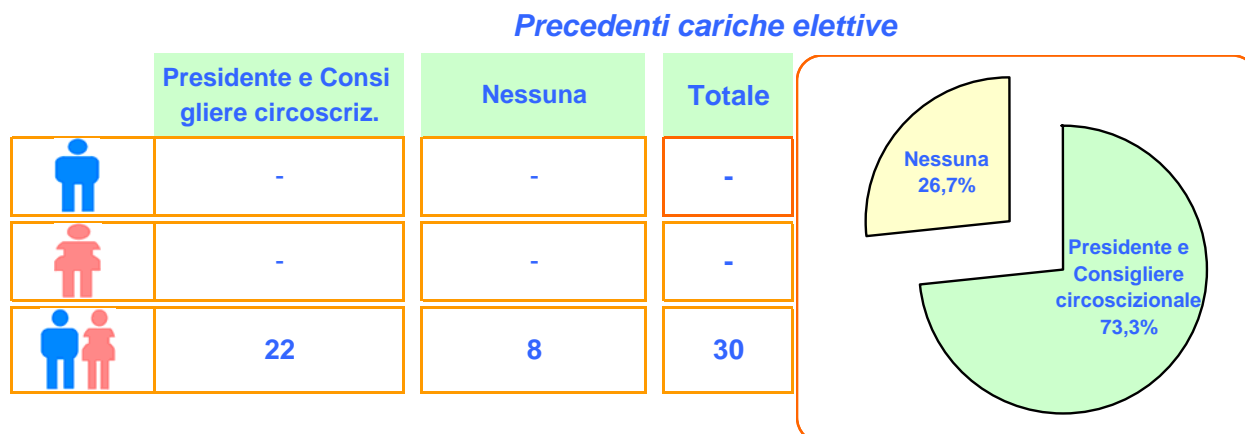 Precedenti cariche elettive
Presidente e Consi
gliere circoscriz.
Nessuna
Totale
- - -
- - -
22 8 30
Nessuna
26,7%
Presidente e
Consigliere
circoscizionale
73,3%